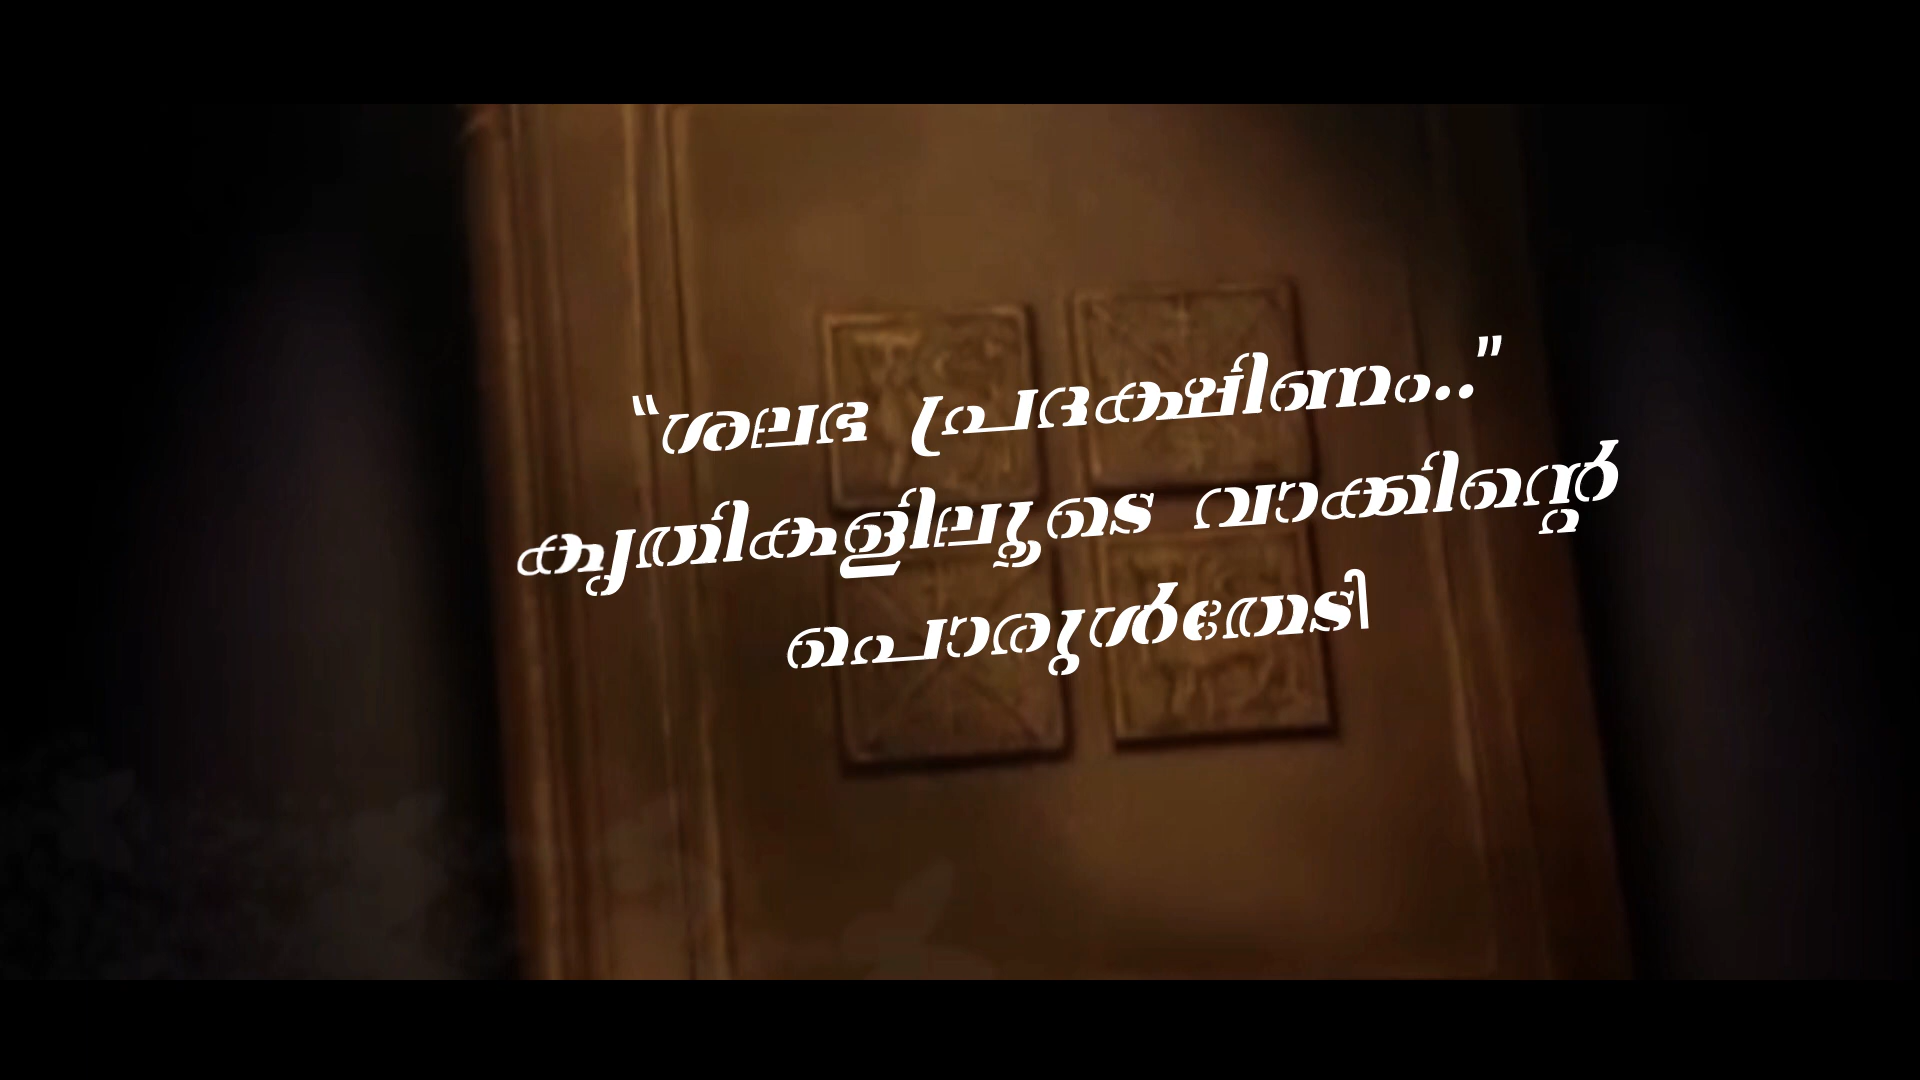 “ശലഭ പ്രദക്ഷിണം..”
കൃതികളിലൂടെ വാക്കിന്റെർ
പൊരുൾതേടി